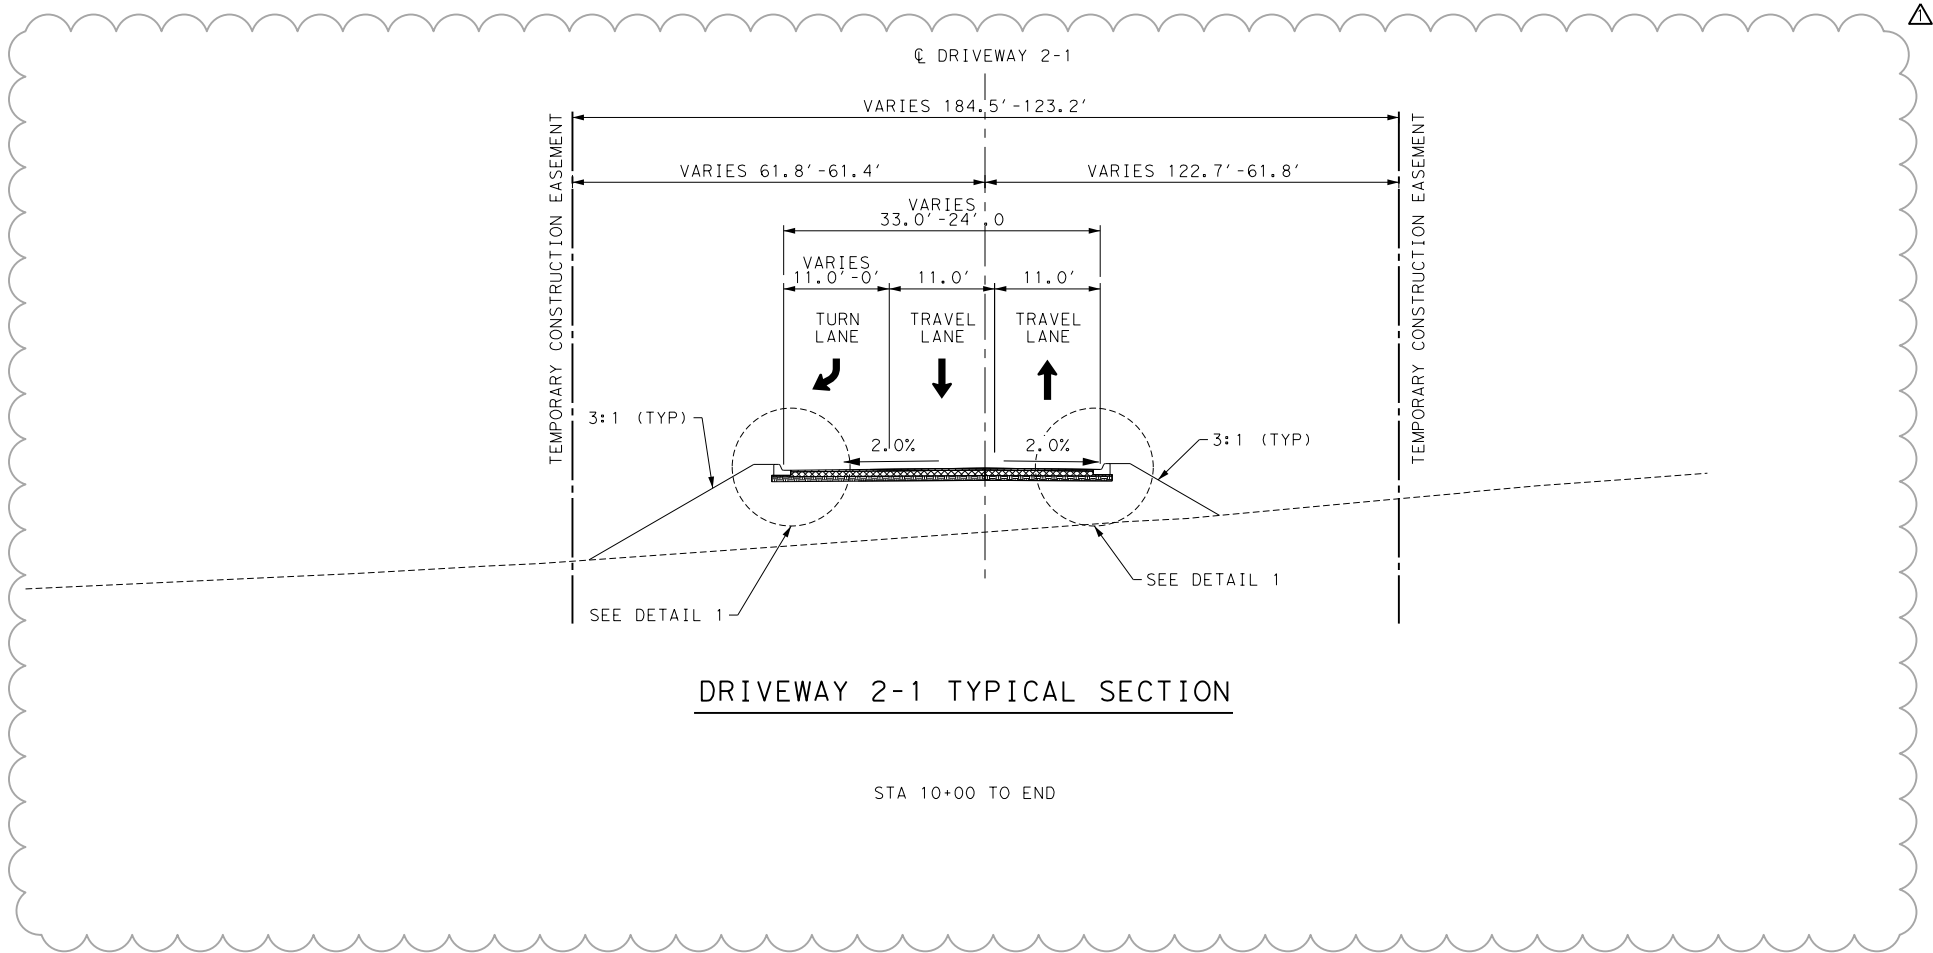 1
℄ DRIVEWAY 2-1
VARIES 184.5'-123.2'
VARIES 61.8'-61.4'
VARIES 122.7'-61.8'
VARIES
33.0'-24'.0
VARIES
11.0'-0'
11.0'
11.0'
TURN
LANE
TRAVEL
LANE
TRAVEL
LANE
TEMPORARY CONSTRUCTION EASEMENT
TEMPORARY CONSTRUCTION EASEMENT
3:1 (TYP)
2.0%
2.0%
3:1 (TYP)
SEE DETAIL 1
SEE DETAIL 1
DRIVEWAY 2-1 TYPICAL SECTION
STA 10+00 TO END